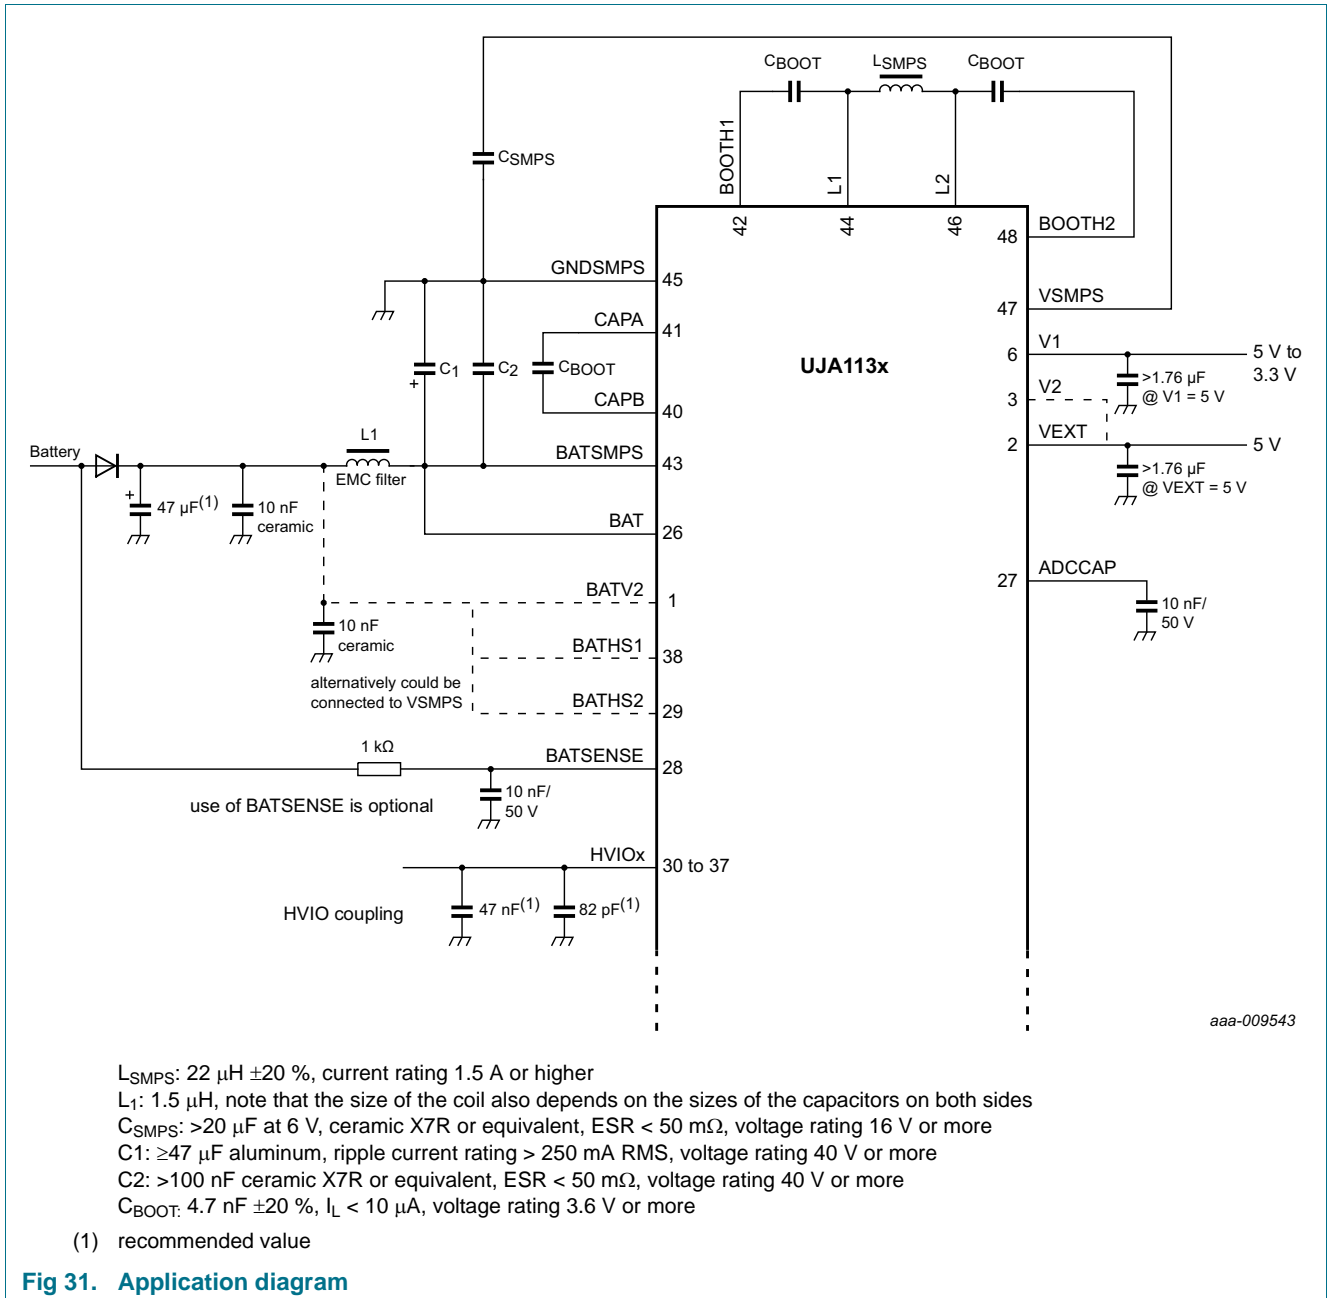 CBOOT
LSMPS
CBOOT
CSMPS
BOOTH1
L1
L2
42
44
46
48
BOOTH2
GNDSMPS
45
47
VSMPS
CAPA
41
6
V1
5 V to
3.3 V
UJA113x
C1
+
C2
CBOOT
>1.76 µF
@ V1 = 5 V
3
V2
CAPB
40
2
VEXT
5 V
Battery
L1
EMC filter
BATSMPS
43
>1.76 µF
@ VEXT = 5 V
+
47 µF(1)
10 nF
ceramic
BAT
26
27
ADCCAP
BATV2
1
10 nF/
50 V
10 nF
ceramic
BATHS1
38
alternatively could be
connected to VSMPS
BATHS2
29
1 kΩ
BATSENSE
28
use of BATSENSE is optional
10 nF/
50 V
HVIOx
30 to 37
HVIO coupling
47 nF(1)
82 pF(1)
aaa-009543
LSMPS: 22 µH ±20 %, current rating 1.5 A or higher
L1: 1.5 µH, note that the size of the coil also depends on the sizes of the capacitors on both sides
CSMPS: >20 µF at 6 V, ceramic X7R or equivalent, ESR < 50 mΩ, voltage rating 16 V or more
C1: ≥47 µF aluminum, ripple current rating > 250 mA RMS, voltage rating 40 V or more
C2: >100 nF ceramic X7R or equivalent, ESR < 50 mΩ, voltage rating 40 V or more
CBOOT: 4.7 nF ±20 %, IL < 10 µA, voltage rating 3.6 V or more
(1) recommended value
Fig 31. Application diagram